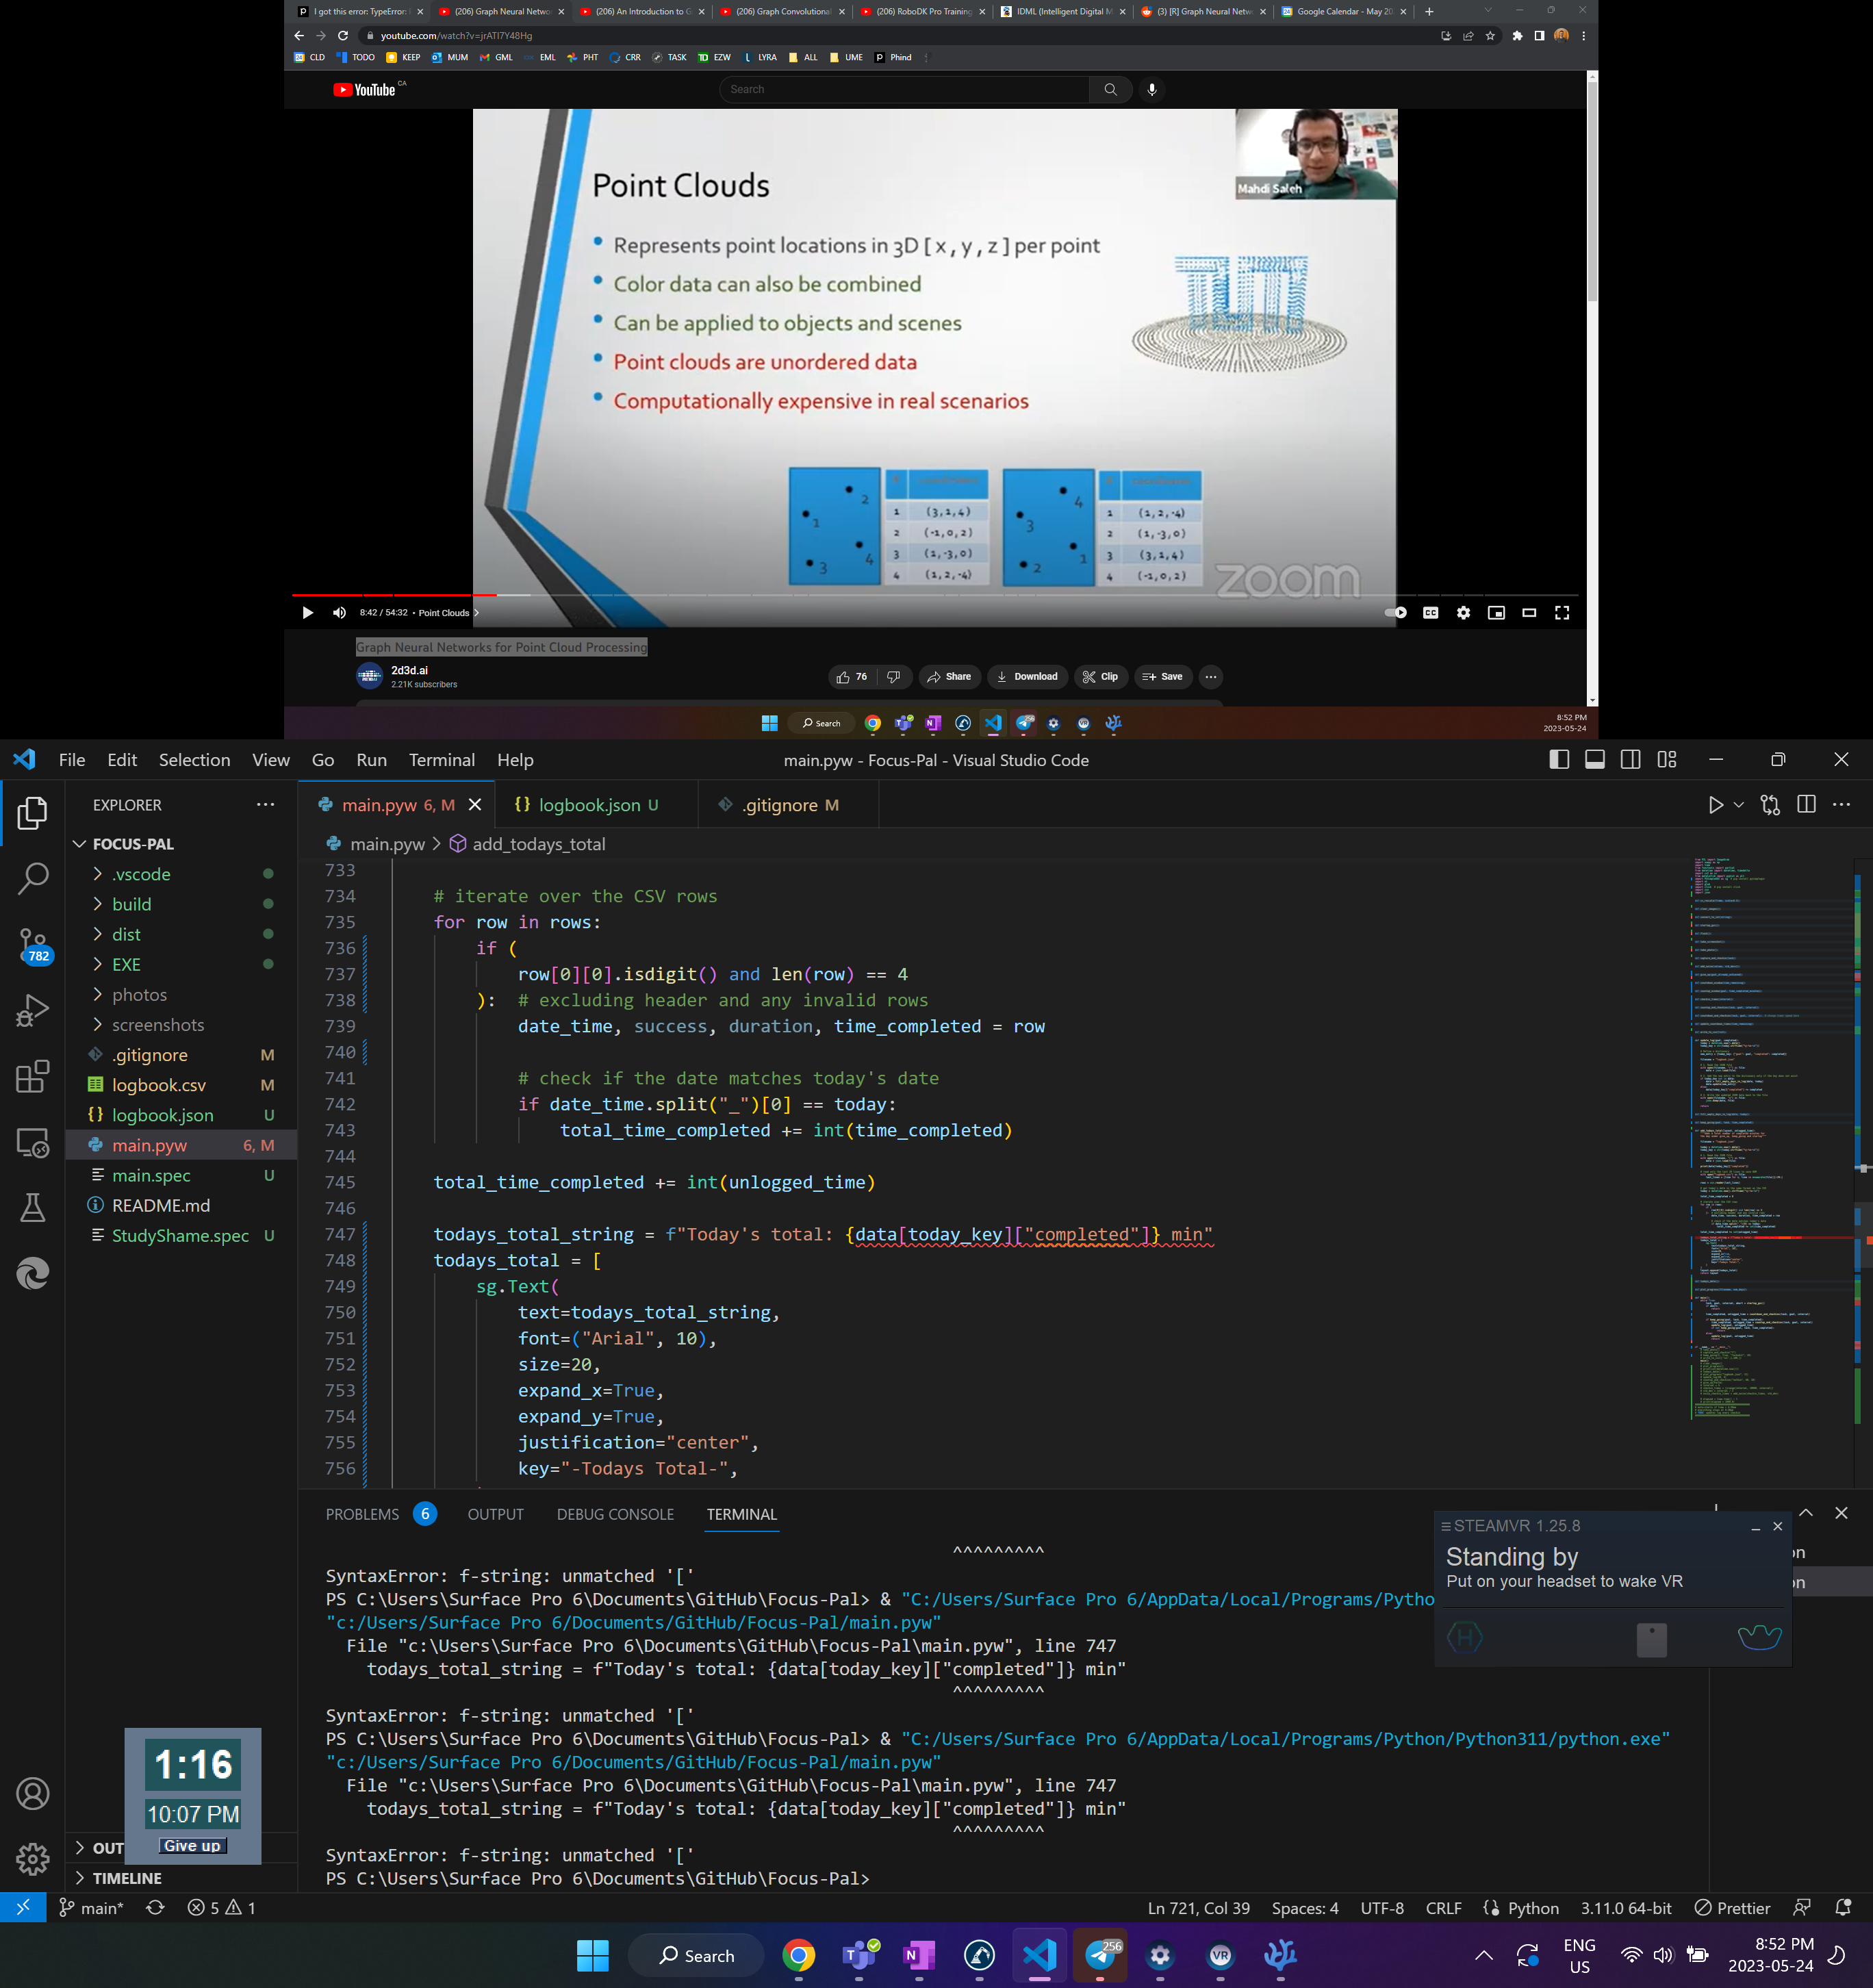 I got this error: TypeError:
(206) Graph Neural Netwo
(206) An Introduction to G
(206) Graph Convolutional
(206) RoboDK Pro Training
IDML (Intelligent Digital M
(3) [R] Graph Neural Netw
Google Calendar - May 20
youtube.com/watch?v=jrATl7Y48Hg
CLD TODO KEEP MUM GML EML PHT CRR TASK EZW LYRA ALL UME Phind
YouTube CA
Search
Mahdi Saleh
Point Clouds
Represents point locations in 3D [ x , y , z ] per point
Color data can also be combined
Can be applied to objects and scenes
Point clouds are unordered data
Computationally expensive in real scenarios
1 2 3 4
1 (3,1,4)
2 (-1,0,2)
3 (1,-3,0)
4 (1,2,-4)
4 3 1 2
1 (1,2,-4)
2 (1,-3,0)
3 (3,1,4)
4 (-1,0,2)
zoom
8:42 / 54:32 • Point Clouds
Graph Neural Networks for Point Cloud Processing
2d3d.ai
2.21K subscribers
76 Share Download Clip Save
Search
8:52 PM
2023-05-24
File Edit Selection View Go Run Terminal Help
main.pyw - Focus-Pal - Visual Studio Code
EXPLORER
main.pyw 6, M
{} logbook.json U
.gitignore M
main.pyw > add_todays_total
782
FOCUS-PAL
.vscode
build
dist
EXE
photos
screenshots
.gitignore M
logbook.csv M
{} logbook.json U
main.pyw 6, M
main.spec U
README.md
StudyShame.spec U
733
734 # iterate over the CSV rows
735 for row in rows:
736 if (
737 row[0][0].isdigit() and len(row) == 4
738 ): # excluding header and any invalid rows
739 date_time, success, duration, time_completed = row
740
741 # check if the date matches today's date
742 if date_time.split("_")[0] == today:
743 total_time_completed += int(time_completed)
744
745 total_time_completed += int(unlogged_time)
746
747 todays_total_string = f"Today's total: {data[today_key]["completed"]} min"
748 todays_total = [
749 sg.Text(
750 text=todays_total_string,
751 font=("Arial", 10),
752 size=20,
753 expand_x=True,
754 expand_y=True,
755 justification="center",
756 key="-Todays Total-",
PROBLEMS 6 OUTPUT DEBUG CONSOLE TERMINAL
^^^^^^^^^
SyntaxError: f-string: unmatched '['
PS C:\Users\Surface Pro 6\Documents\GitHub\Focus-Pal> & "C:/Users/Surface Pro 6/AppData/Local/Programs/Pytho
"c:/Users/Surface Pro 6/Documents/GitHub/Focus-Pal/main.pyw"
File "c:\Users\Surface Pro 6\Documents\GitHub\Focus-Pal\main.pyw", line 747
todays_total_string = f"Today's total: {data[today_key]["completed"]} min"
^^^^^^^^^
SyntaxError: f-string: unmatched '['
PS C:\Users\Surface Pro 6\Documents\GitHub\Focus-Pal> & "C:/Users/Surface Pro 6/AppData/Local/Programs/Python/Python311/python.exe"
"c:/Users/Surface Pro 6/Documents/GitHub/Focus-Pal/main.pyw"
File "c:\Users\Surface Pro 6\Documents\GitHub\Focus-Pal\main.pyw", line 747
todays_total_string = f"Today's total: {data[today_key]["completed"]} min"
^^^^^^^^^
SyntaxError: f-string: unmatched '['
PS C:\Users\Surface Pro 6\Documents\GitHub\Focus-Pal>
STEAMVR 1.25.8
Standing by
Put on your headset to wake VR
on
on
1:16
10:07 PM
Give up
OUT
TIMELINE
main* 5 1
Ln 721, Col 39 Spaces: 4 UTF-8 CRLF Python 3.11.0 64-bit Prettier
Search
256
ENG
US
8:52 PM
2023-05-24